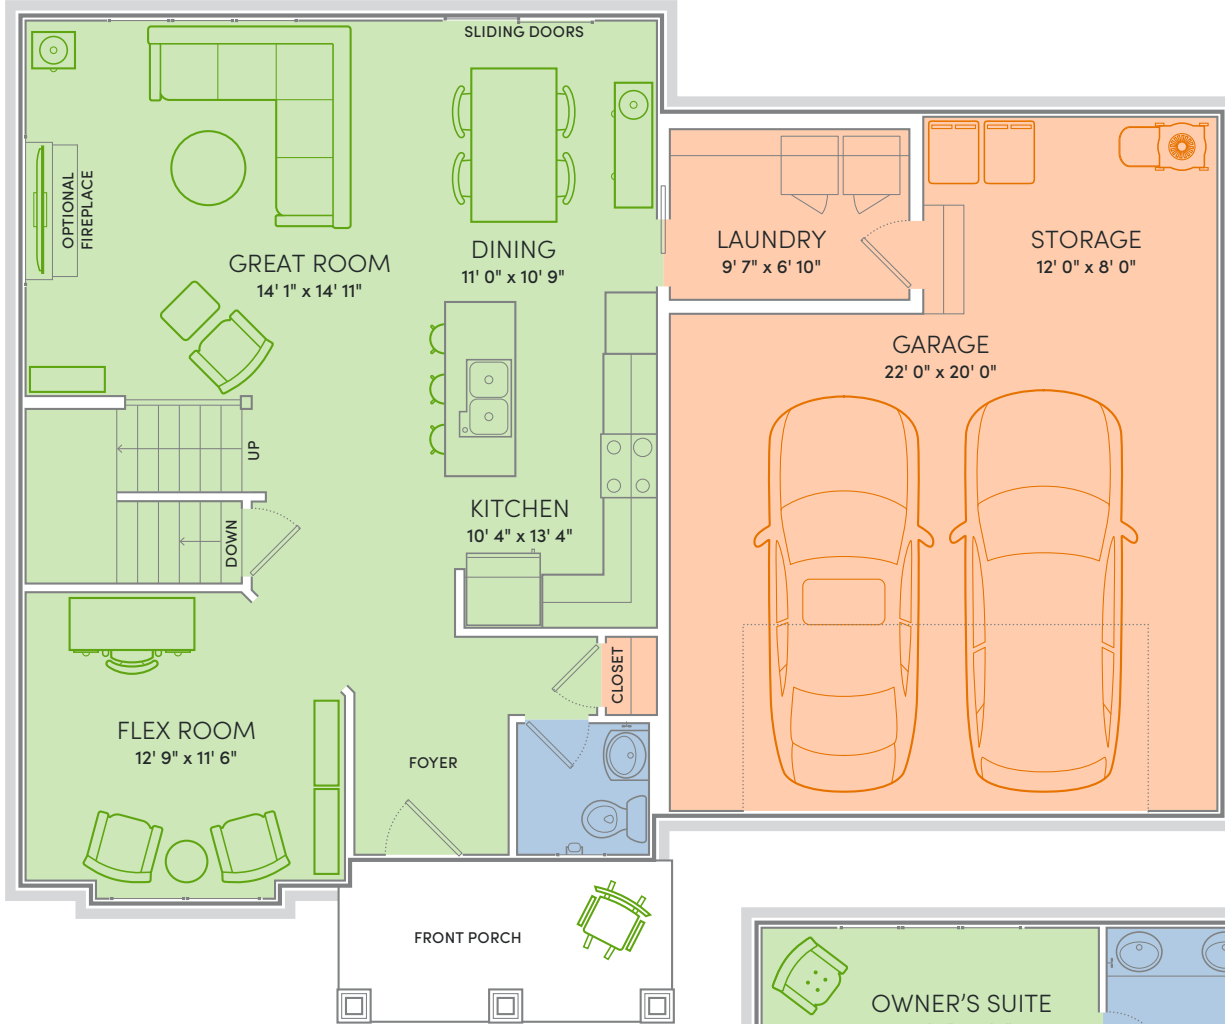 SLIDING DOORS
OPTIONAL
FIREPLACE
GREAT ROOM
14' 1" x 14' 11"
DINING
11' 0" x 10' 9"
LAUNDRY
9' 7" x 6' 10"
STORAGE
12' 0" x 8' 0"
GARAGE
22' 0" x 20' 0"
UP
DOWN
KITCHEN
10' 4" x 13' 4"
CLOSET
FLEX ROOM
12' 9" x 11' 6"
FOYER
FRONT PORCH
OWNER'S SUITE